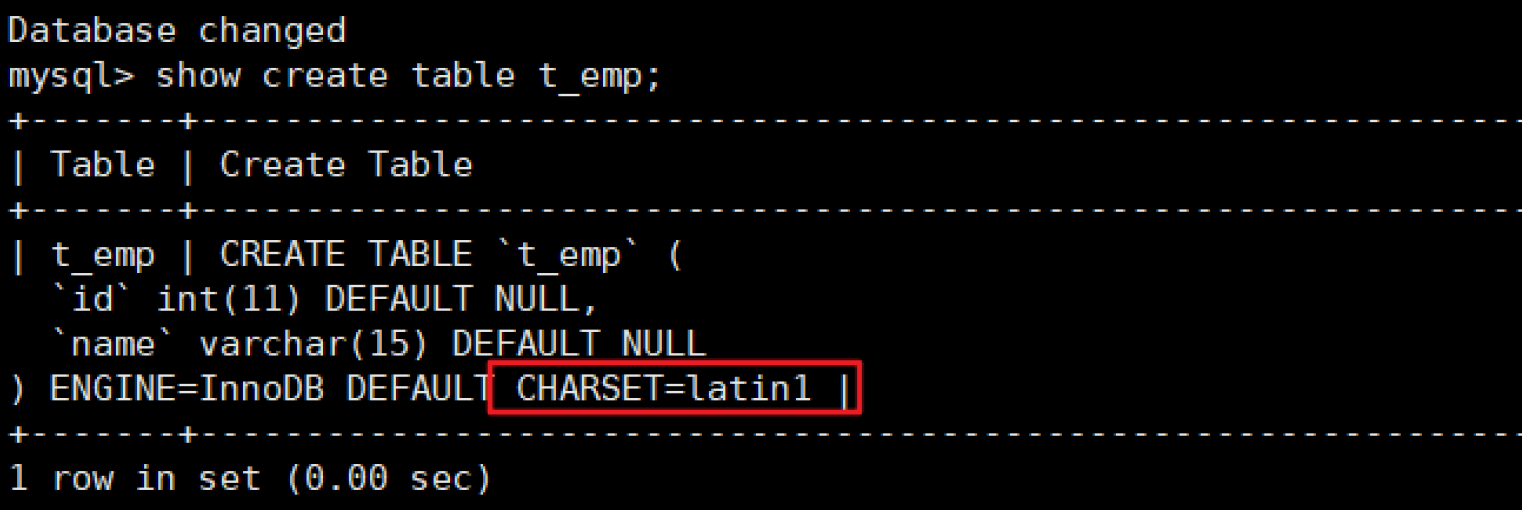 Database changed
mysql> show create table t_emp;
+-------+--------------------------------------------------------------
| Table | Create Table
+-------+--------------------------------------------------------------
| t_emp | CREATE TABLE `t_emp` (
  `id` int(11) DEFAULT NULL,
  `name` varchar(15) DEFAULT NULL
) ENGINE=InnoDB DEFAULT CHARSET=latin1 |
+-------+--------------------------------------------------------------
1 row in set (0.00 sec)